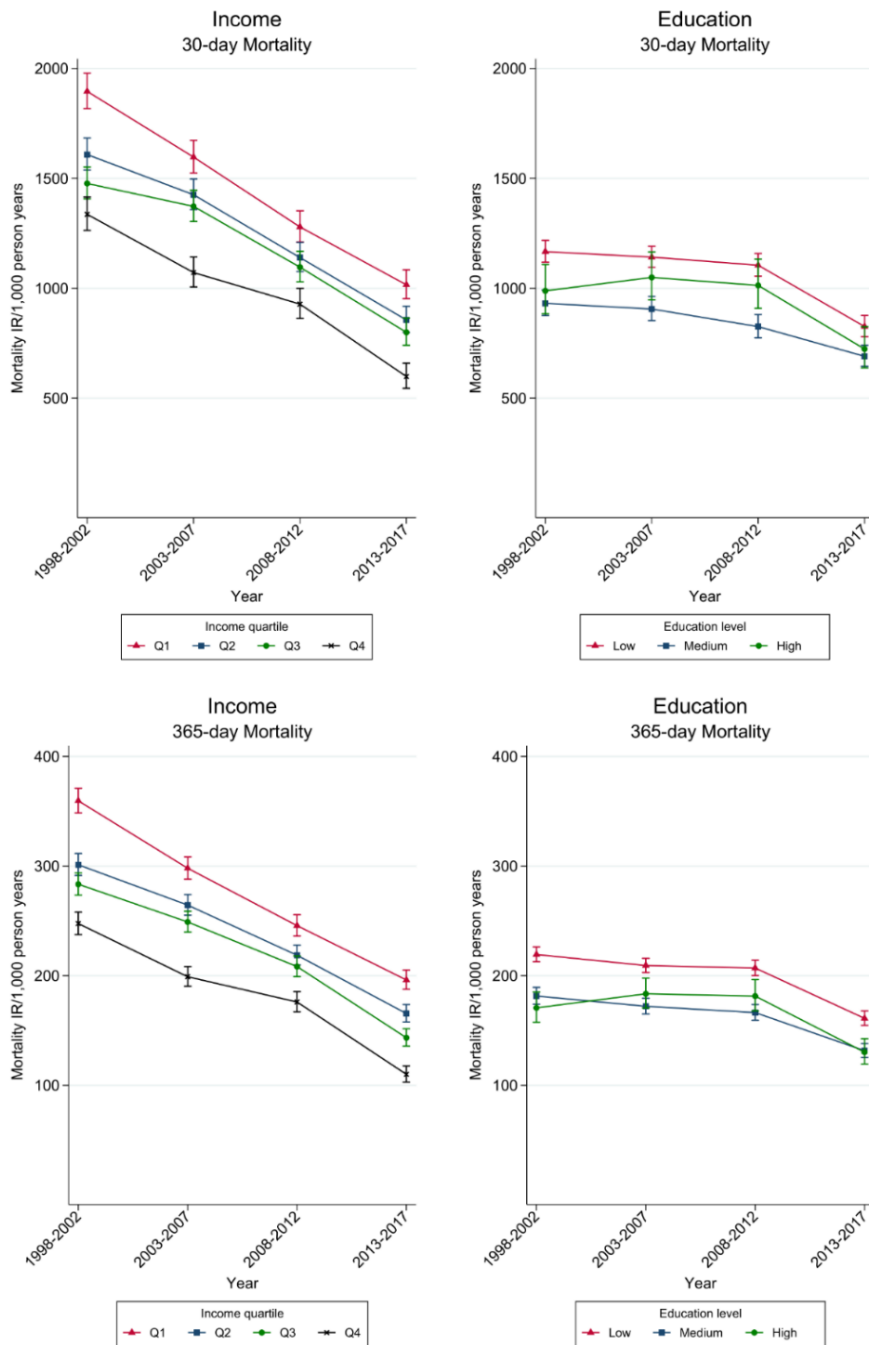 Income
30-day Mortality
Mortality IR/1,000 person years
2000
1500
1000
500
1998-2002
2003-2007
2008-2012
2013-2017
Year
Income quartile
Q1 Q2 Q3 Q4
Education
30-day Mortality
Mortality IR/1,000 person years
2000
1500
1000
500
1998-2002
2003-2007
2008-2012
2013-2017
Year
Education level
Low Medium High
Income
365-day Mortality
Mortality IR/1,000 person years
400
300
200
100
1998-2002
2003-2007
2008-2012
2013-2017
Year
Income quartile
Q1 Q2 Q3 Q4
Education
365-day Mortality
Mortality IR/1,000 person years
400
300
200
100
1998-2002
2003-2007
2008-2012
2013-2017
Year
Education level
Low Medium High